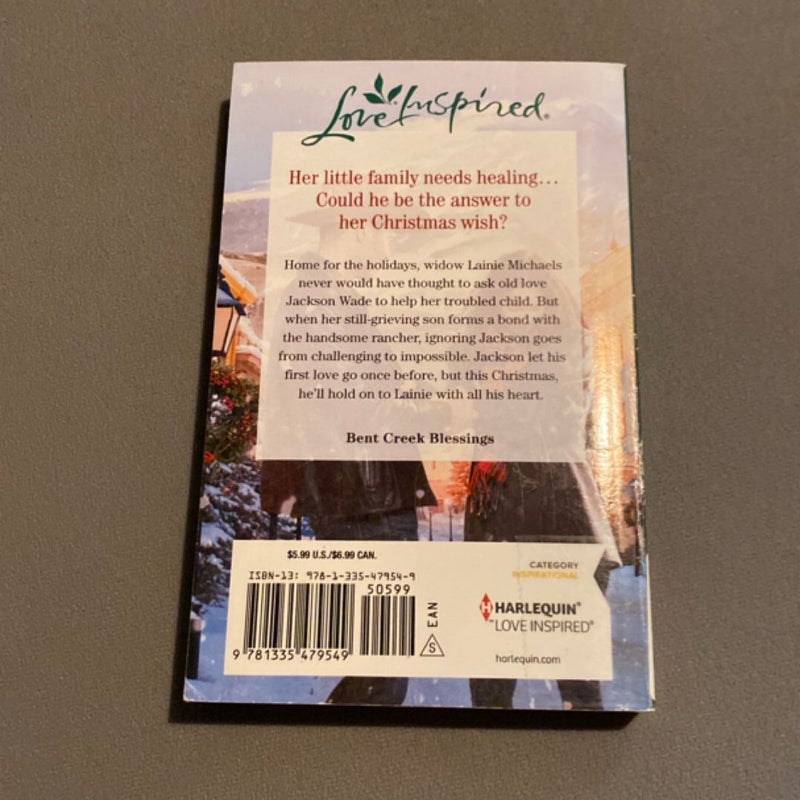 Love Inspired®
Her little family needs healing…
Could he be the answer to
her Christmas wish?
Home for the holidays, widow Lainie Michaels
never would have thought to ask old love
Jackson Wade to help her troubled child. But
when her still-grieving son forms a bond with
the handsome rancher, ignoring Jackson goes
from challenging to impossible. Jackson let his
first love go once before, but this Christmas,
he'll hold on to Lainie with all his heart.
Bent Creek Blessings
$5.99 U.S./$6.99 CAN.
ISBN-13: 978-1-335-47954-9
50599
EAN
S
9 781335 479549
CATEGORY
INSPIRATIONAL
H HARLEQUIN®
"LOVE INSPIRED®
harlequin.com